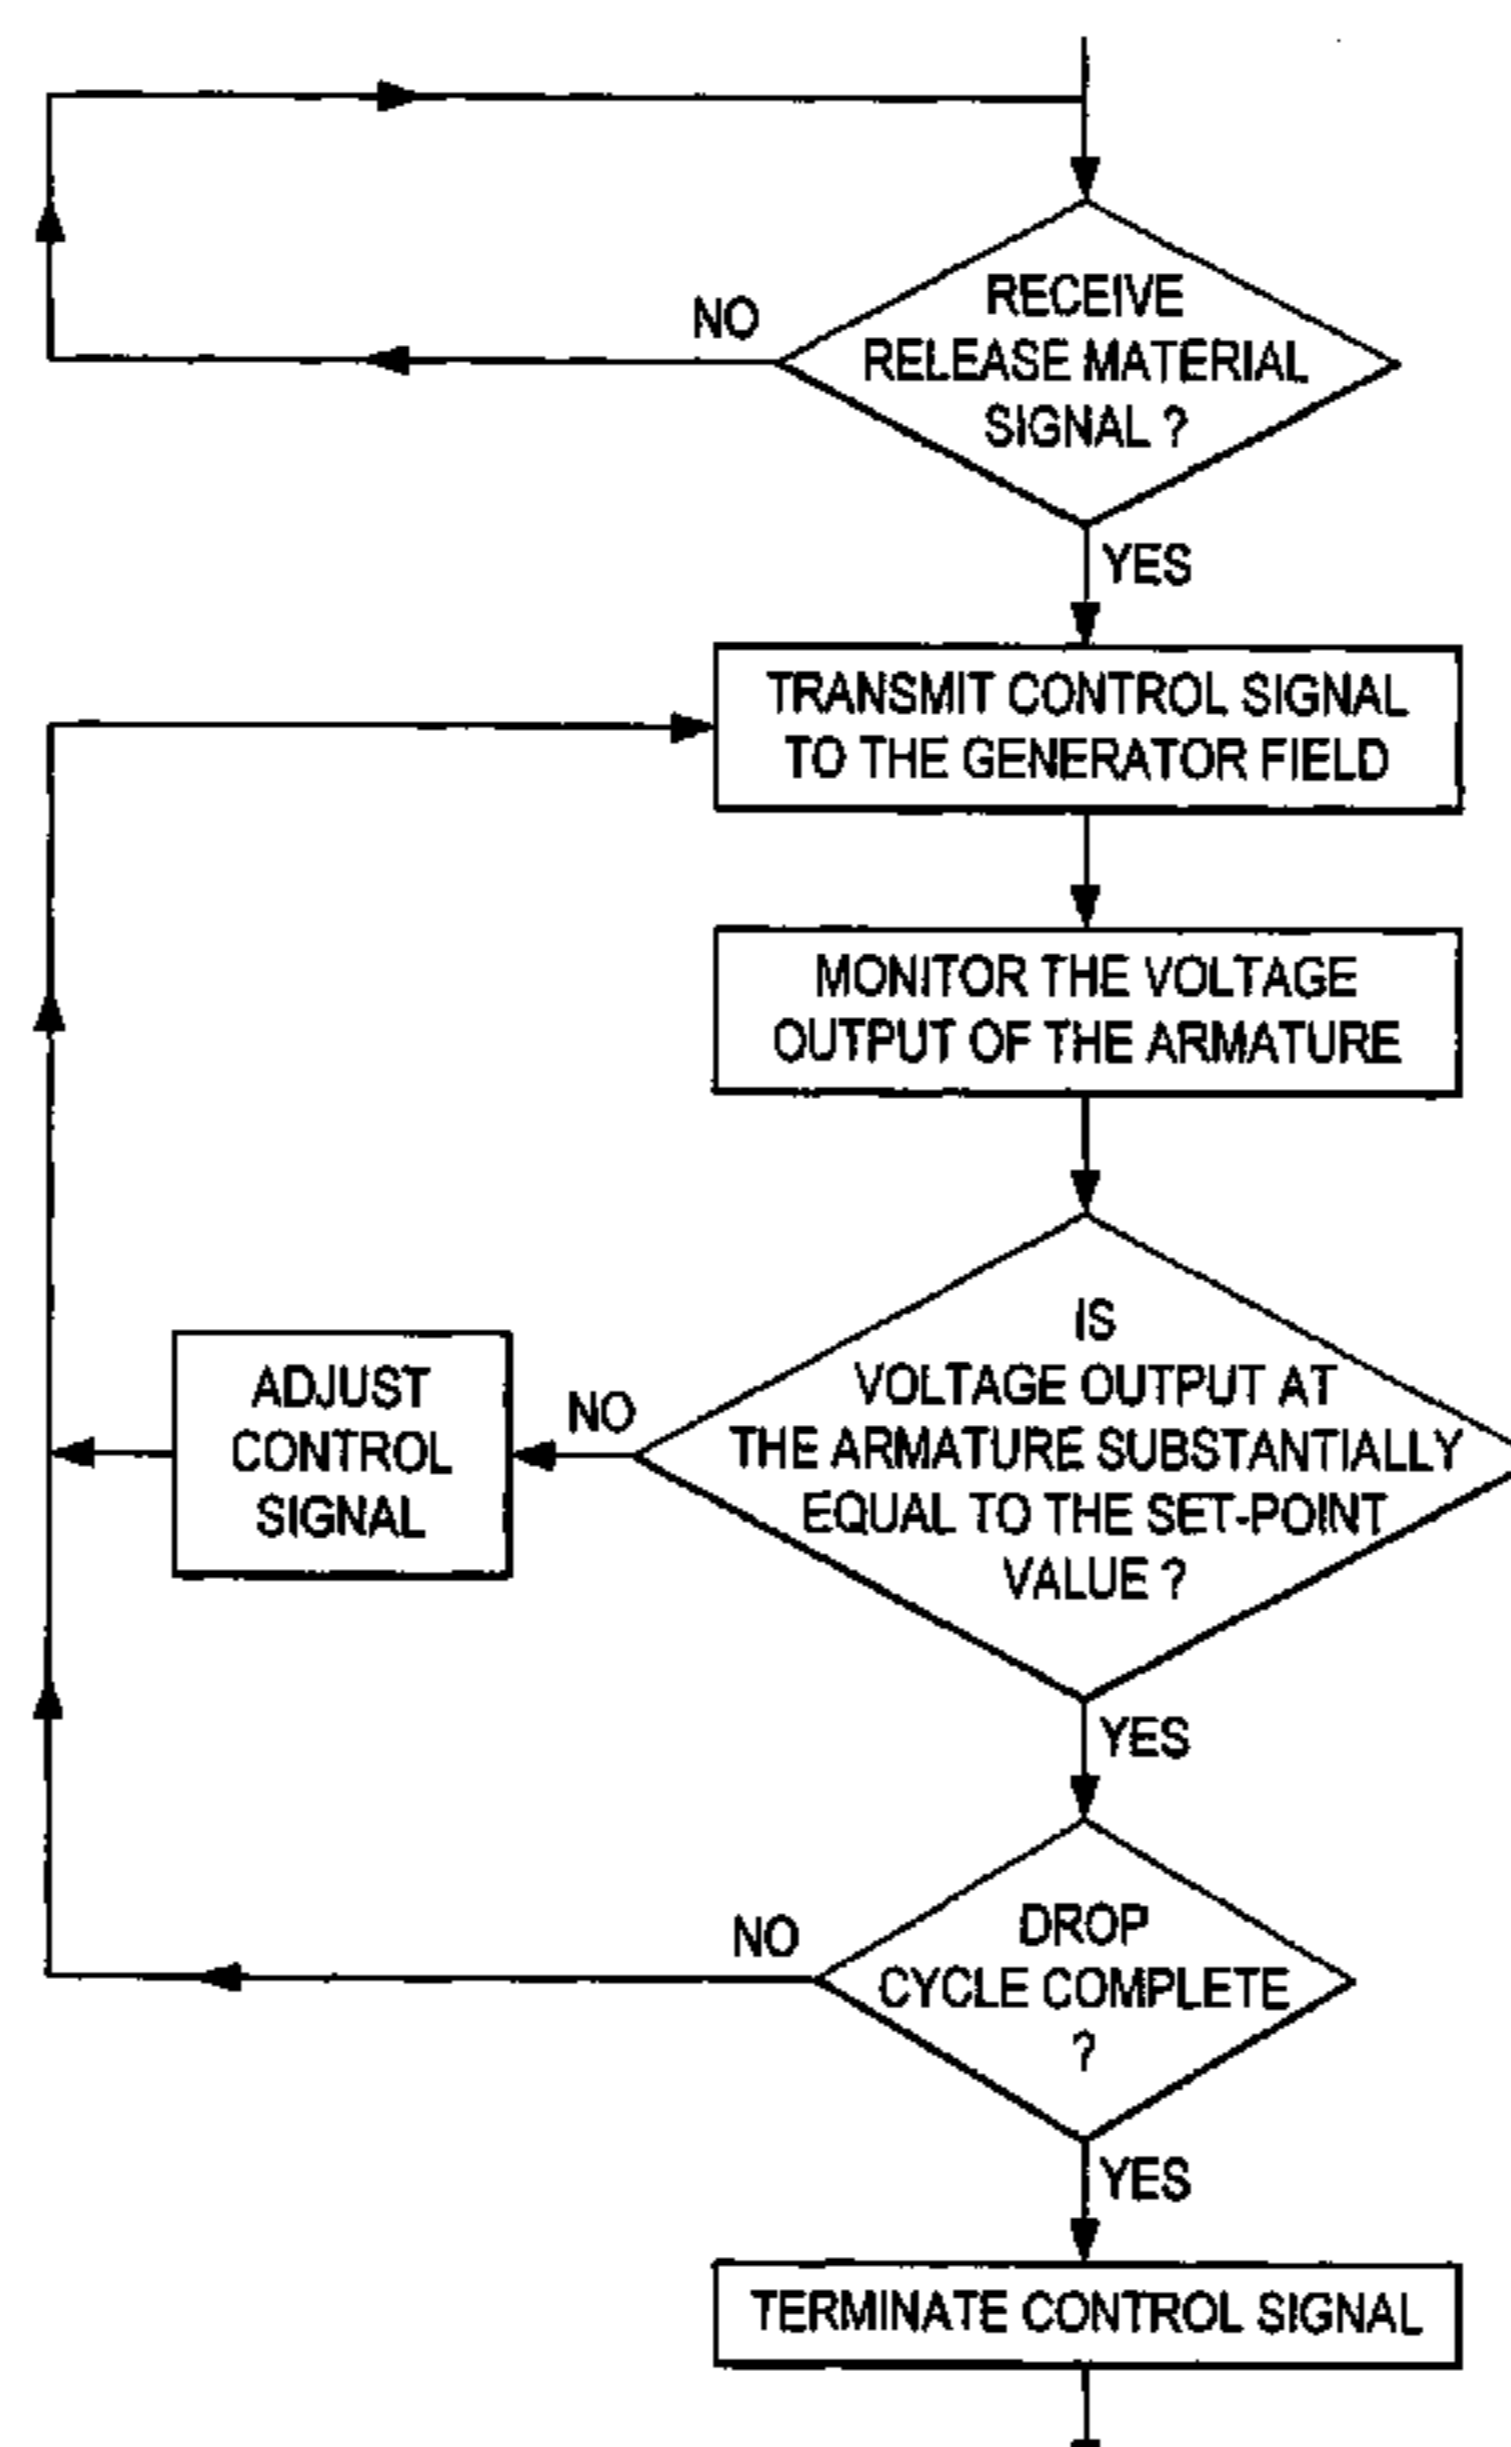 RECEIVE
RELEASE MATERIAL
SIGNAL ?
NO
YES
TRANSMIT CONTROL SIGNAL
TO THE GENERATOR FIELD
MONITOR THE VOLTAGE
OUTPUT OF THE ARMATURE
IS
VOLTAGE OUTPUT AT
THE ARMATURE SUBSTANTIALLY
EQUAL TO THE SET-POINT
VALUE ?
NO
ADJUST
CONTROL
SIGNAL
YES
DROP
CYCLE COMPLETE
?
NO
YES
TERMINATE CONTROL SIGNAL